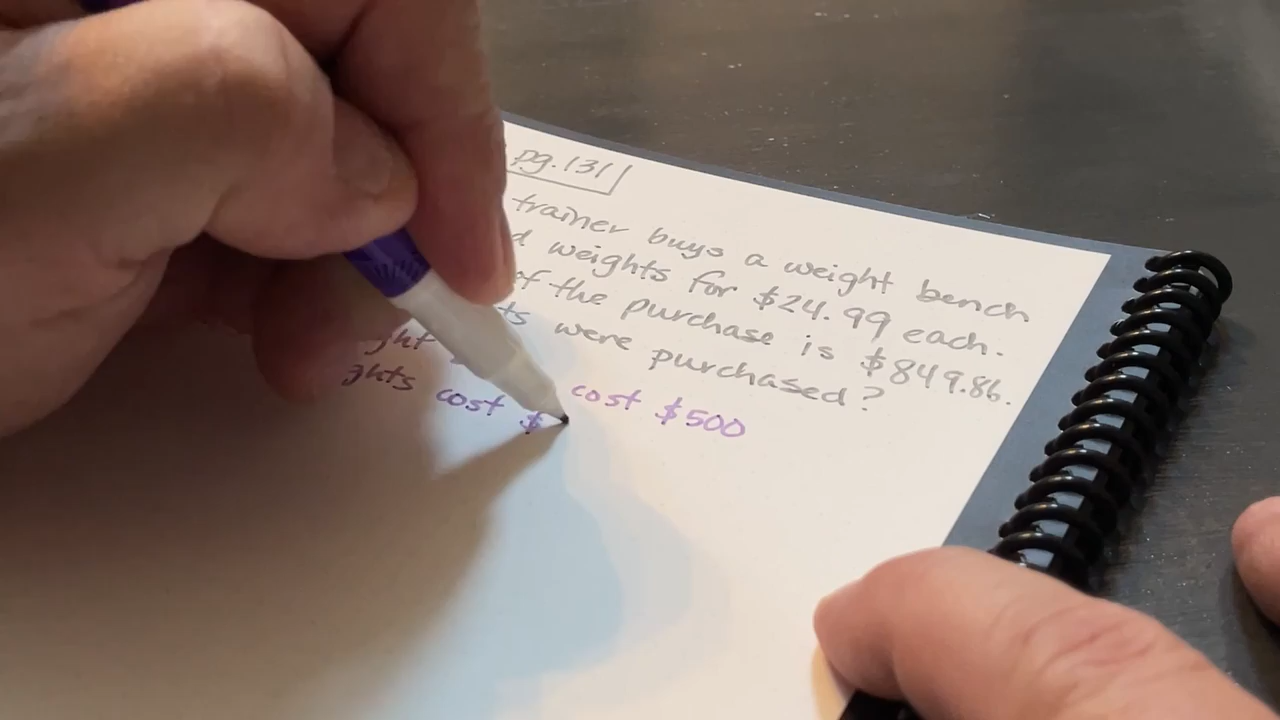 pg.131
trainer buys a weight bench
weights for $24.99 each.
of the purchase is $849.86.
were purchased?
cost $500
cost $